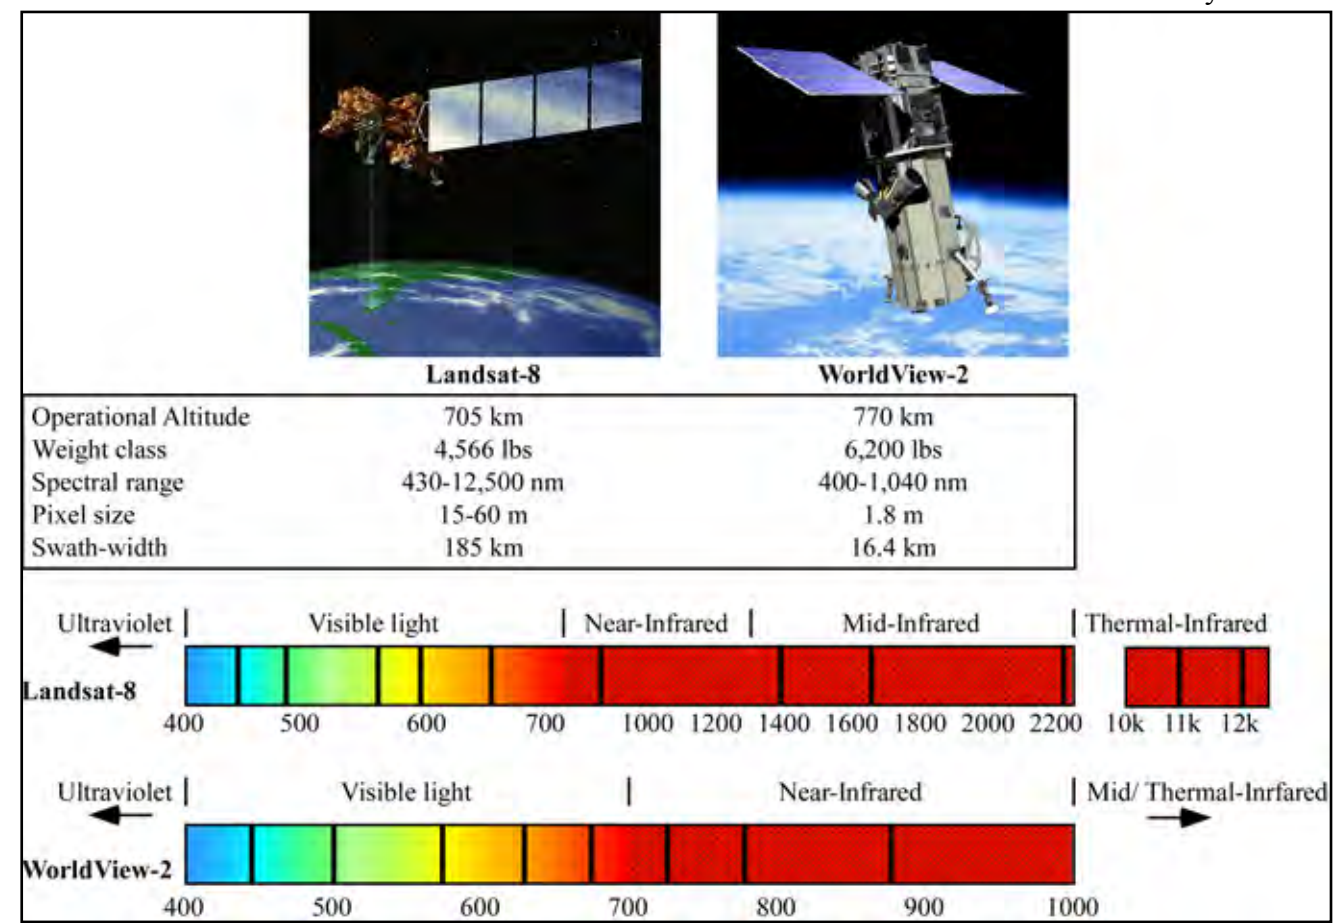 Landsat-8 WorldView-2
Operational Altitude 705 km 770 km
Weight class 4,566 lbs 6,200 lbs
Spectral range 430-12,500 nm 400-1,040 nm
Pixel size 15-60 m 1.8 m
Swath-width 185 km 16.4 km
Ultraviolet | Visible light | Near-Infrared | Mid-Infrared | Thermal-Infrared
Landsat-8
400 500 600 700 1000 1200 1400 1600 1800 2000 2200 10k 11k 12k
Ultraviolet | Visible light | Near-Infrared | Mid/ Thermal-Inrfared
WorldView-2
400 500 600 700 800 900 1000